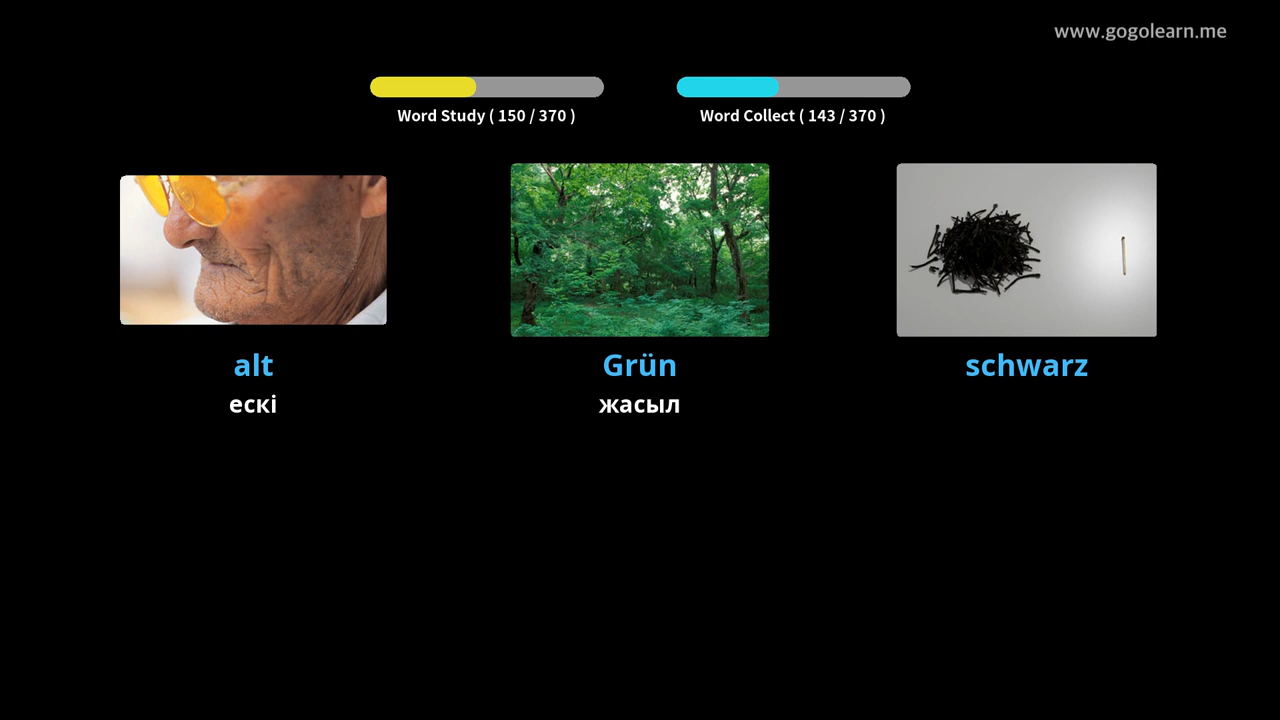 www.gogolearn.me
Word Study ( 150 / 370 )
Word Collect ( 143 / 370 )
alt
Grün
schwarz
ескі
жасыл